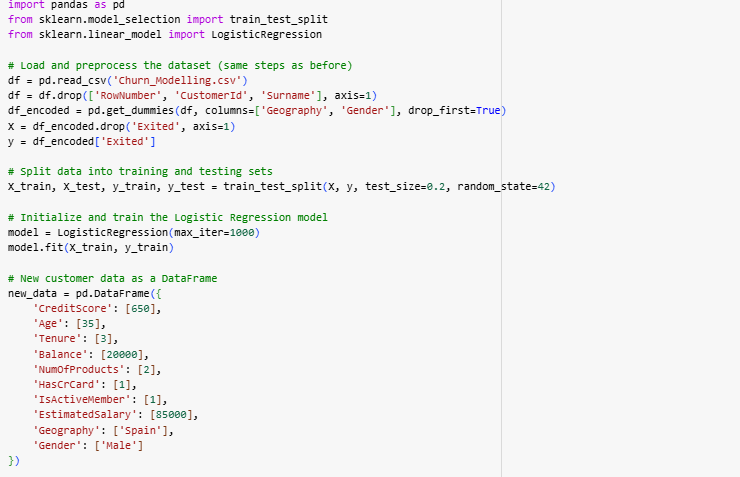 import pandas as pd
from sklearn.model_selection import train_test_split
from sklearn.linear_model import LogisticRegression
# Load and preprocess the dataset (same steps as before)
df = pd.read_csv('Churn_Modelling.csv')
df = df.drop(['RowNumber', 'CustomerId', 'Surname'], axis=1)
df_encoded = pd.get_dummies(df, columns=['Geography', 'Gender'], drop_first=True)
X = df_encoded.drop('Exited', axis=1)
y = df_encoded['Exited']
# Split data into training and testing sets
X_train, X_test, y_train, y_test = train_test_split(X, y, test_size=0.2, random_state=42)
# Initialize and train the Logistic Regression model
model = LogisticRegression(max_iter=1000)
model.fit(X_train, y_train)
# New customer data as a DataFrame
new_data = pd.DataFrame({
    'CreditScore': [650],
    'Age': [35],
    'Tenure': [3],
    'Balance': [20000],
    'NumOfProducts': [2],
    'HasCrCard': [1],
    'IsActiveMember': [1],
    'EstimatedSalary': [85000],
    'Geography': ['Spain'],
    'Gender': ['Male']
})